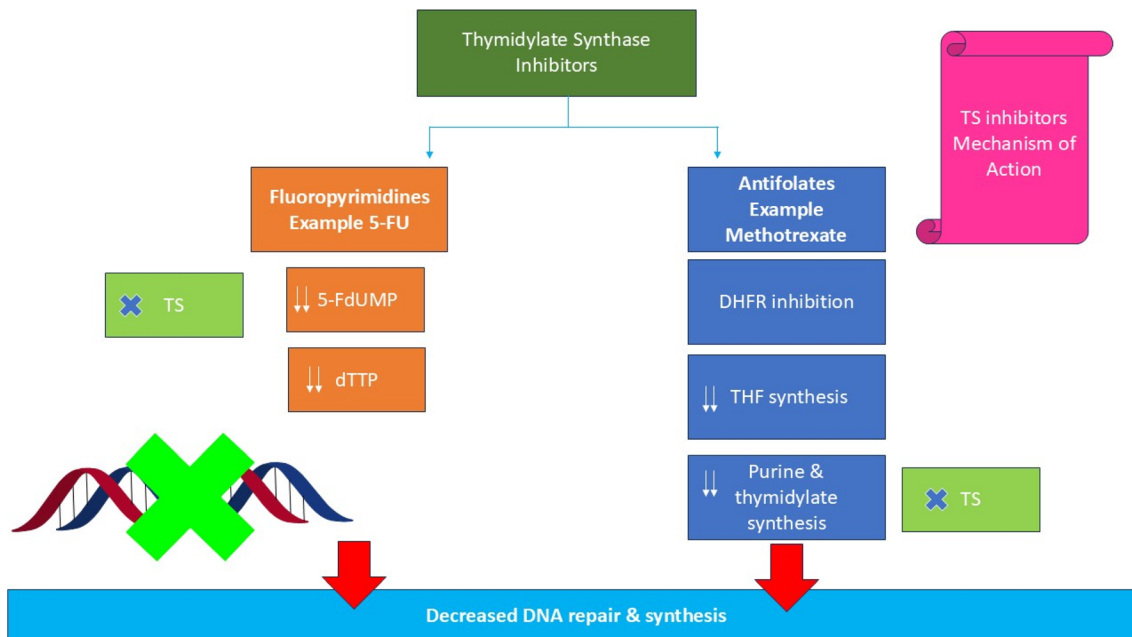 Thymidylate Synthase
Inhibitors
TS inhibitors
Mechanism of
Action
Fluoropyrimidines
Example 5-FU
Antifolates
Example
Methotrexate
TS
5-FdUMP
dTTP
DHFR inhibition
THF synthesis
Purine &
thymidylate
synthesis
TS
Decreased DNA repair & synthesis